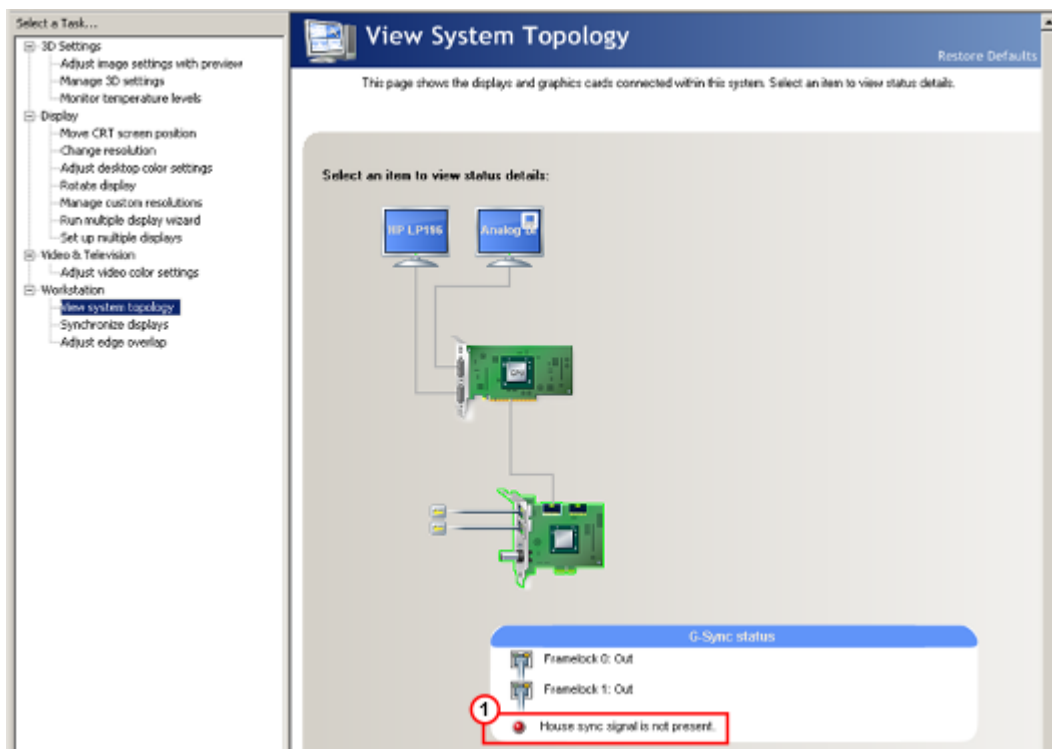 Select a Task...
3D Settings
Adjust image settings with preview
Manage 3D settings
Monitor temperature levels
Display
Move CRT screen position
Change resolution
Adjust desktop color settings
Rotate display
Manage custom resolutions
Run multiple display wizard
Set up multiple displays
Video & Television
Adjust video color settings
Workstation
View system topology
Synchronize displays
Adjust edge overlap
View System Topology
Restore Defaults
This page shows the displays and graphics cards connected within this system. Select an item to view status details.
Select an item to view status details:
HP LP196
Analog
GPU
G-Sync status
Framelock 0: Out
Framelock 1: Out
1
House sync signal is not present.